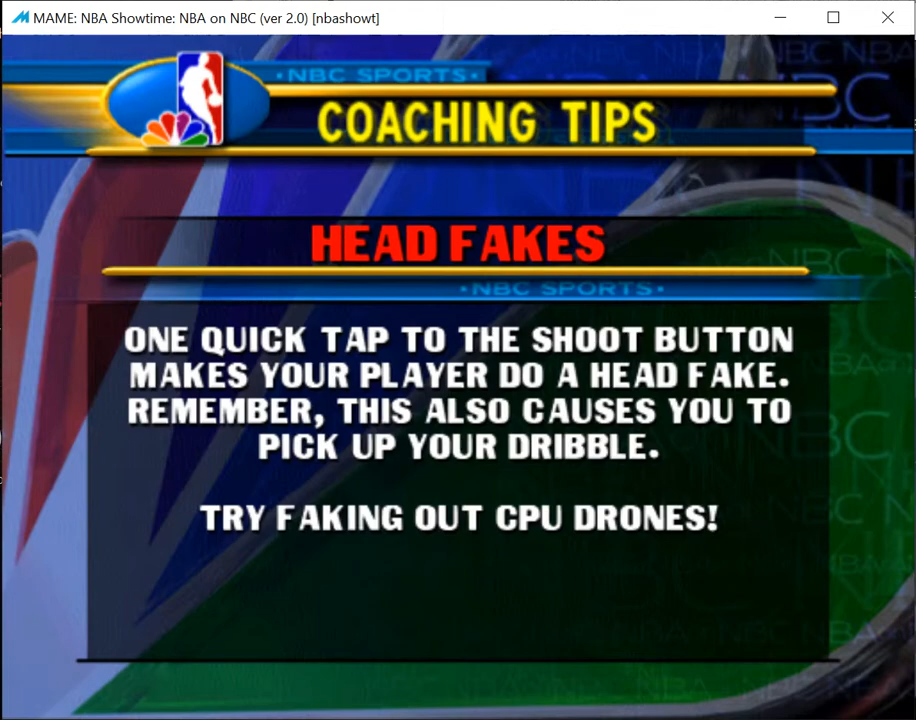 MAME: NBA Showtime: NBA on NBC (ver 2.0) [nbashowt]
•NBC SPORTS•
COACHING TIPS
HEAD FAKES
•NBC SPORTS•
ONE QUICK TAP TO THE SHOOT BUTTON
MAKES YOUR PLAYER DO A HEAD FAKE.
REMEMBER, THIS ALSO CAUSES YOU TO
PICK UP YOUR DRIBBLE.
TRY FAKING OUT CPU DRONES!